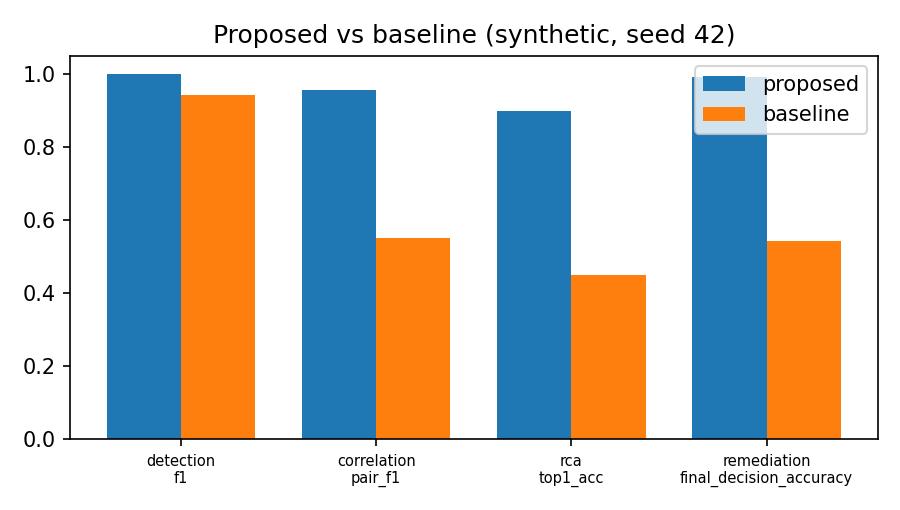 Proposed vs baseline (synthetic, seed 42)
proposed
baseline
1.0
0.8
0.6
0.4
0.2
0.0
detection
f1
correlation
pair_f1
rca
top1_acc
remediation
final_decision_accuracy